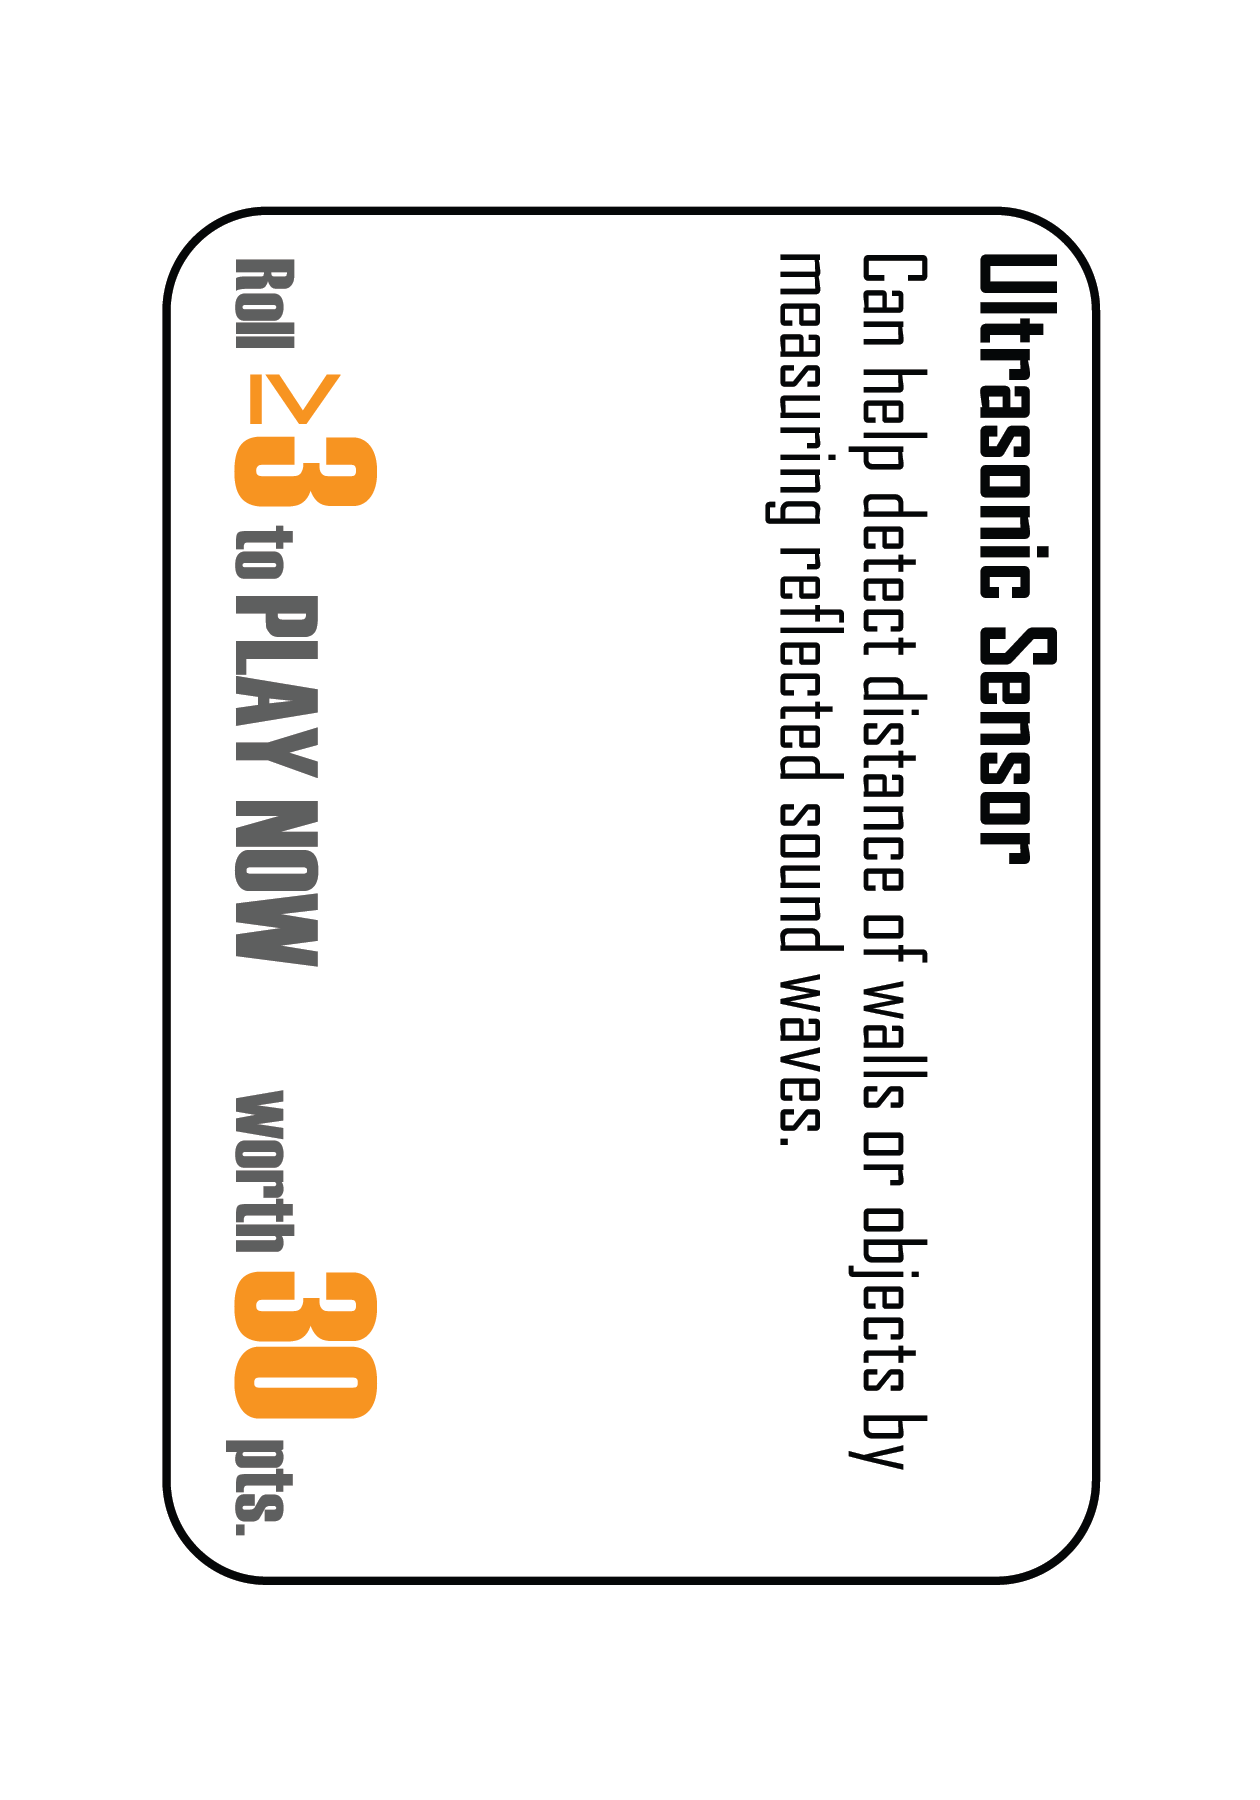 Ultrasonic Sensor
Can help detect distance of walls or objects by
measuring reflected sound waves.
Roll ≥3 to PLAY NOW worth 30 pts.